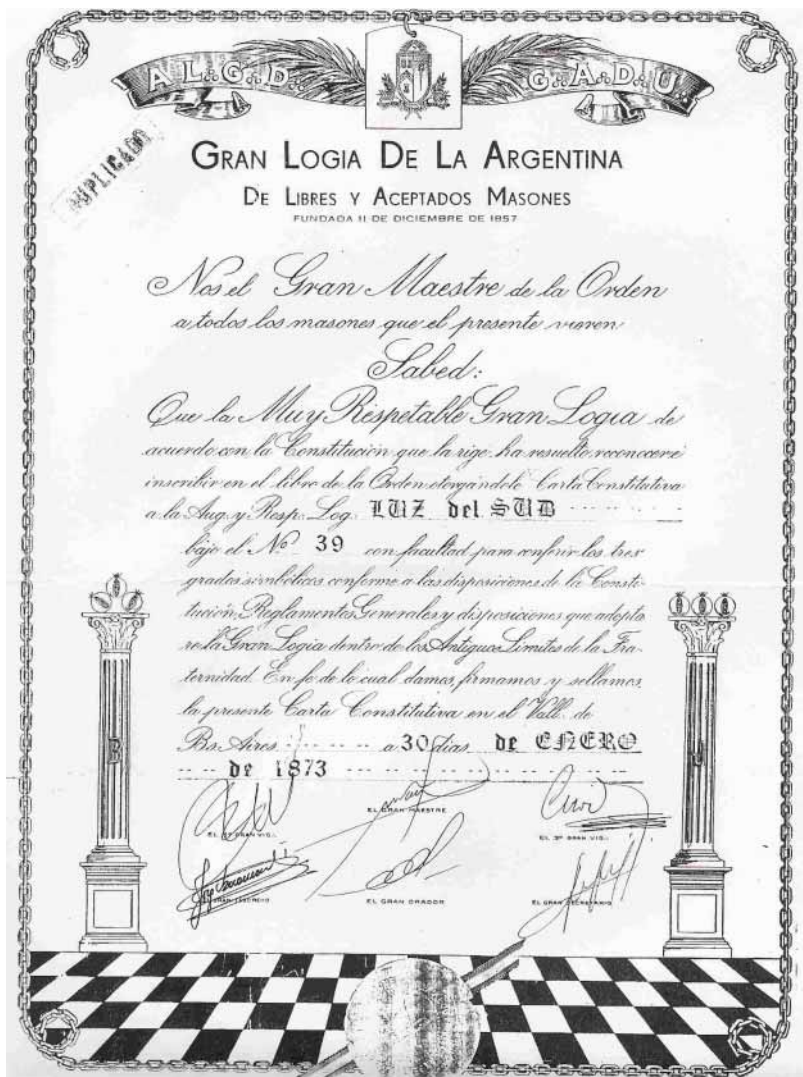 A∴L∴G∴D∴
G∴A∴D∴U∴
DUPLICADO
GRAN LOGIA DE LA ARGENTINA
DE LIBRES Y ACEPTADOS MASONES
FUNDADA 11 DE DICIEMBRE DE 1857
Nos el Gran Maestre de la Orden
a todos los masones que el presente vieren
Sabed:
Que la Muy Respetable Gran Logia de
acuerdo con la Constitución que la rige ha resuelto reconocer é
inscribir en el libro de la Orden otorgándole Carta Constitutiva
a la Aug. y Resp. Log. LUZ del SUD
bajo el Nº 39 con facultad para conferir los tres
grados simbólicos conforme a las disposiciones de la Consti-
tución, Reglamentos Generales y disposiciones que adopta
re la Gran Logia dentro de los Antiguos Limites de la Fra-
ternidad. En fe de lo cual damos, firmamos y sellamos,
la presente Carta Constitutiva en el Vall. de
Bs. Aires a 30 dias de ENERO
de 1873
EL GRAN MAESTRE
GRAN VIG.
EL 2º GRAN VIG.
GRAN TESORERO
EL GRAN ORADOR
EL GRAN SECRETARIO
B
J